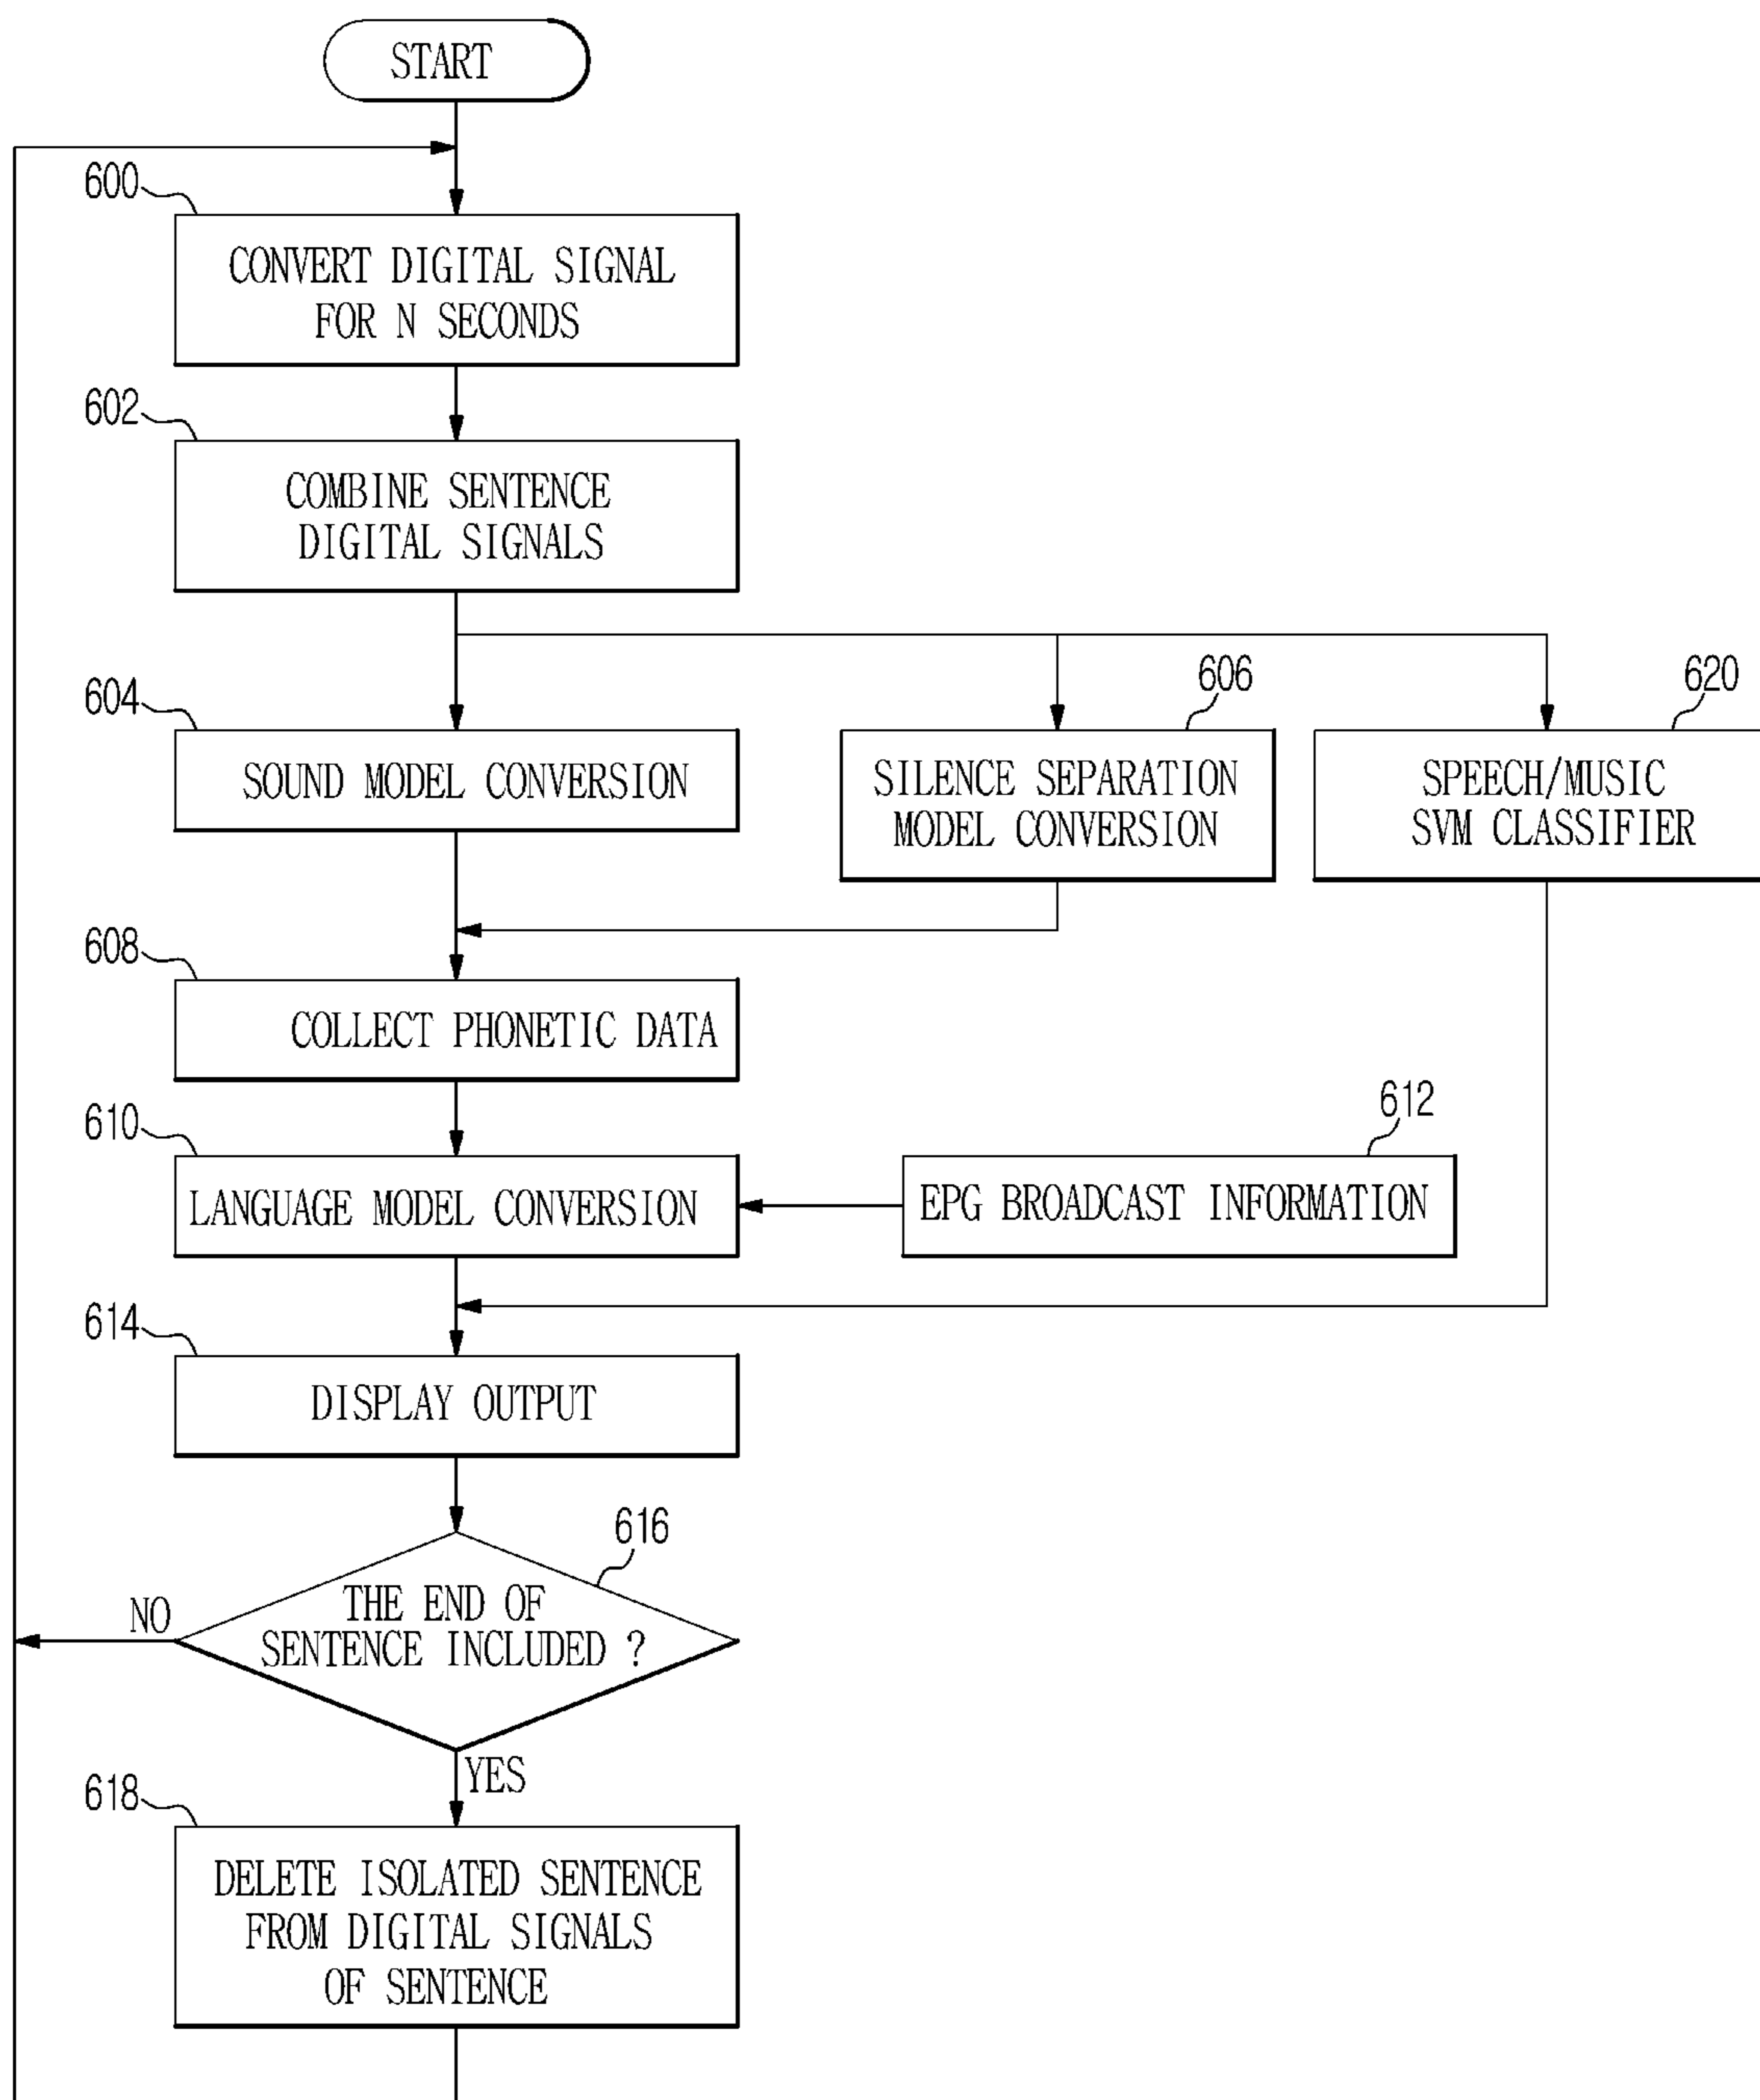 START
600
CONVERT DIGITAL SIGNAL
FOR N SECONDS
602
COMBINE SENTENCE
DIGITAL SIGNALS
604
SOUND MODEL CONVERSION
606
SILENCE SEPARATION
MODEL CONVERSION
620
SPEECH/MUSIC
SVM CLASSIFIER
608
COLLECT PHONETIC DATA
610
LANGUAGE MODEL CONVERSION
612
EPG BROADCAST INFORMATION
614
DISPLAY OUTPUT
616
THE END OF
SENTENCE INCLUDED ?
NO
YES
618
DELETE ISOLATED SENTENCE
FROM DIGITAL SIGNALS
OF SENTENCE